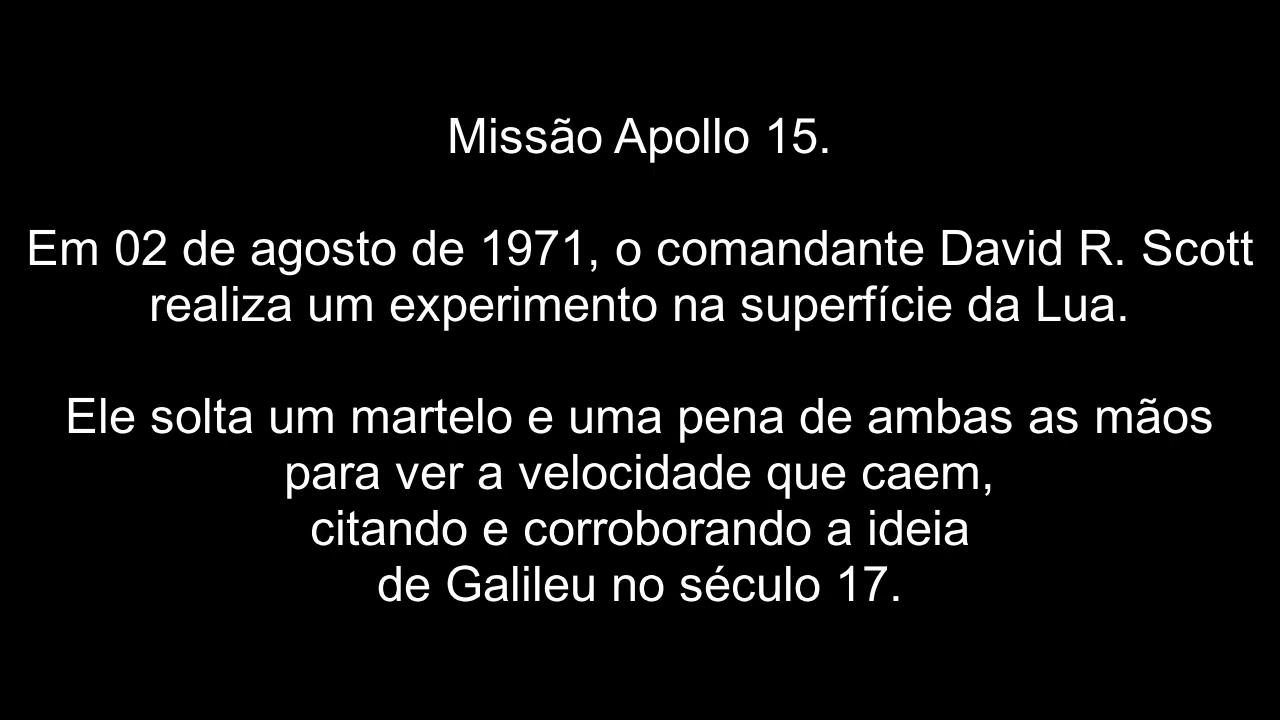 Missão Apollo 15.
Em 02 de agosto de 1971, o comandante David R. Scott
realiza um experimento na superfície da Lua.
Ele solta um martelo e uma pena de ambas as mãos
para ver a velocidade que caem,
citando e corroborando a ideia
de Galileu no século 17.